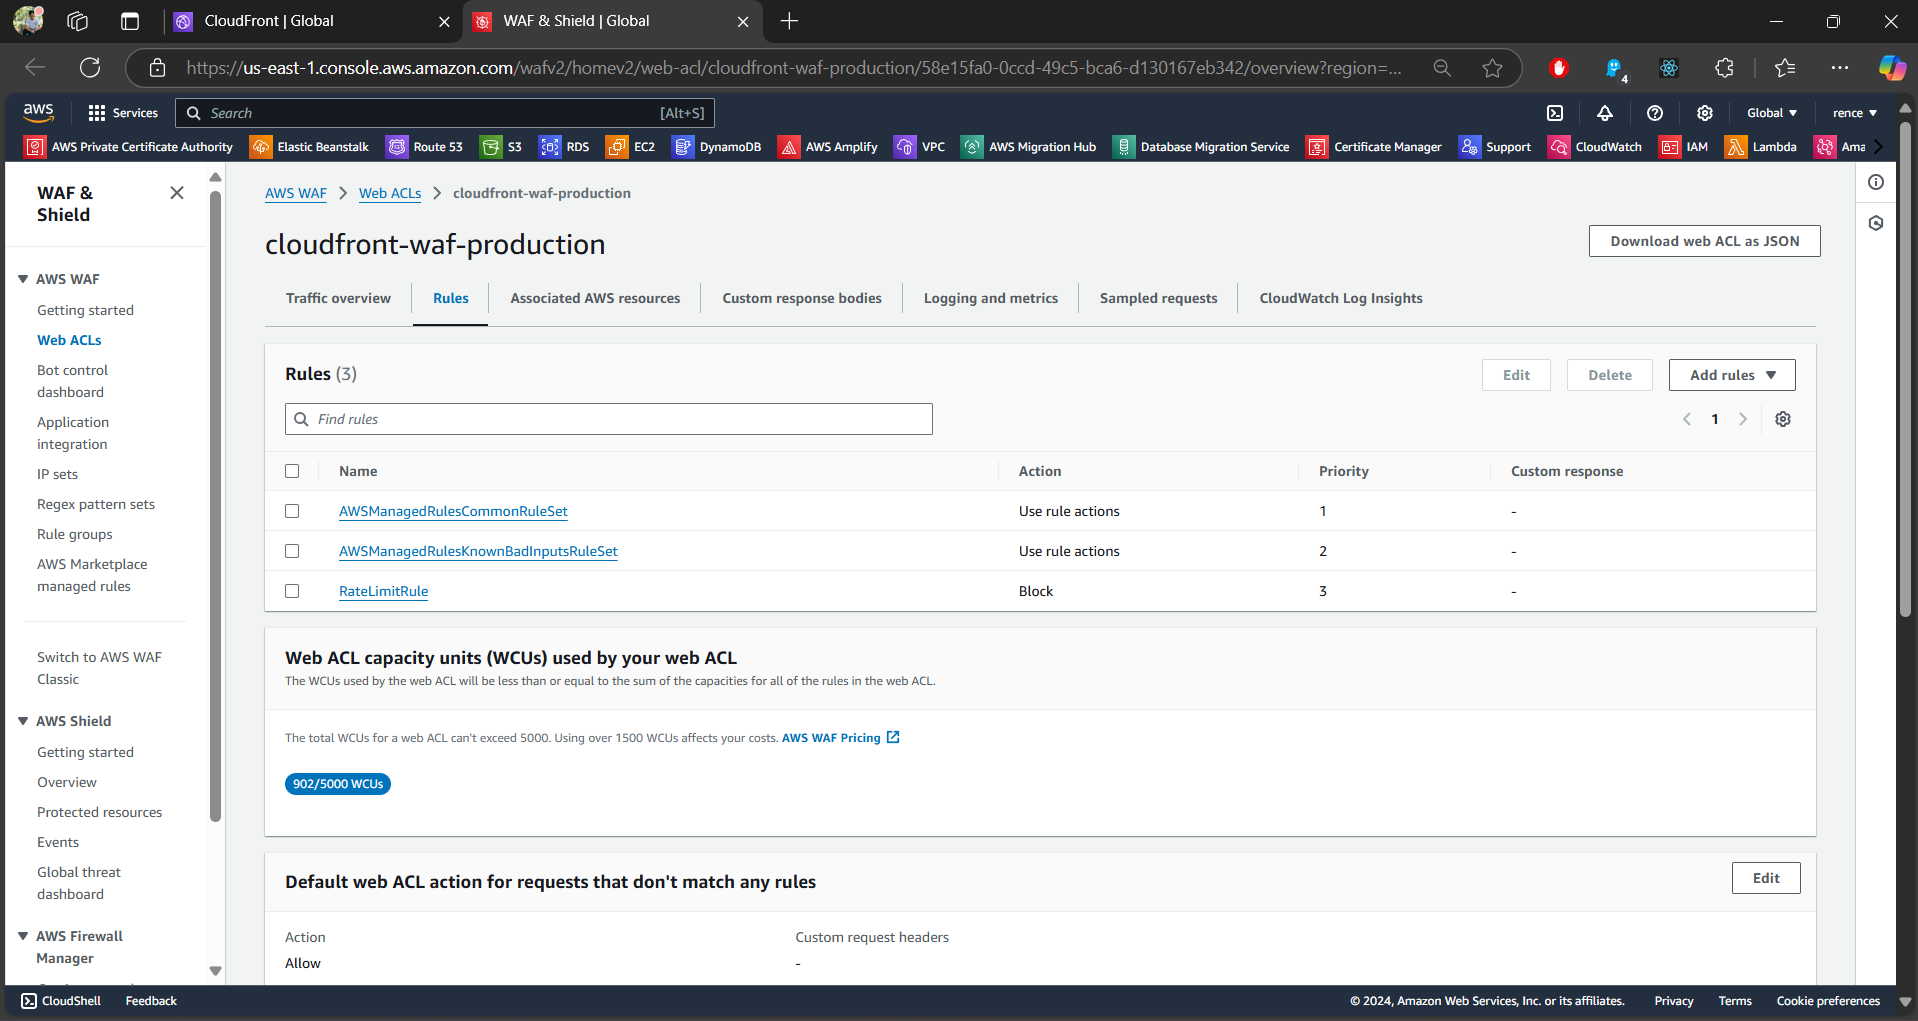 CloudFront | Global
WAF & Shield | Global
https://us-east-1.console.aws.amazon.com/wafv2/homev2/web-acl/cloudfront-waf-production/58e15fa0-0ccd-49c5-bca6-d130167eb342/overview?region=...
4
aws
Services
Search
[Alt+S]
Global
rence
AWS Private Certificate Authority
Elastic Beanstalk
Route 53
S3
RDS
EC2
DynamoDB
AWS Amplify
VPC
AWS Migration Hub
Database Migration Service
Certificate Manager
Support
CloudWatch
IAM
Lambda
Ama
WAF &
Shield
AWS WAF
Getting started
Web ACLs
Bot control
dashboard
Application
integration
IP sets
Regex pattern sets
Rule groups
AWS Marketplace
managed rules
Switch to AWS WAF
Classic
AWS Shield
Getting started
Overview
Protected resources
Events
Global threat
dashboard
AWS Firewall
Manager
AWS WAF
Web ACLs
cloudfront-waf-production
cloudfront-waf-production
Download web ACL as JSON
Traffic overview
Rules
Associated AWS resources
Custom response bodies
Logging and metrics
Sampled requests
CloudWatch Log Insights
Rules (3)
Edit
Delete
Add rules
Find rules
1
Name Action Priority Custom response
AWSManagedRulesCommonRuleSet Use rule actions 1 -
AWSManagedRulesKnownBadInputsRuleSet Use rule actions 2 -
RateLimitRule Block 3 -
Web ACL capacity units (WCUs) used by your web ACL
The WCUs used by the web ACL will be less than or equal to the sum of the capacities for all of the rules in the web ACL.
The total WCUs for a web ACL can't exceed 5000. Using over 1500 WCUs affects your costs. AWS WAF Pricing
902/5000 WCUs
Default web ACL action for requests that don't match any rules
Edit
Action
Allow
Custom request headers
-
CloudShell
Feedback
© 2024, Amazon Web Services, Inc. or its affiliates.
Privacy
Terms
Cookie preferences